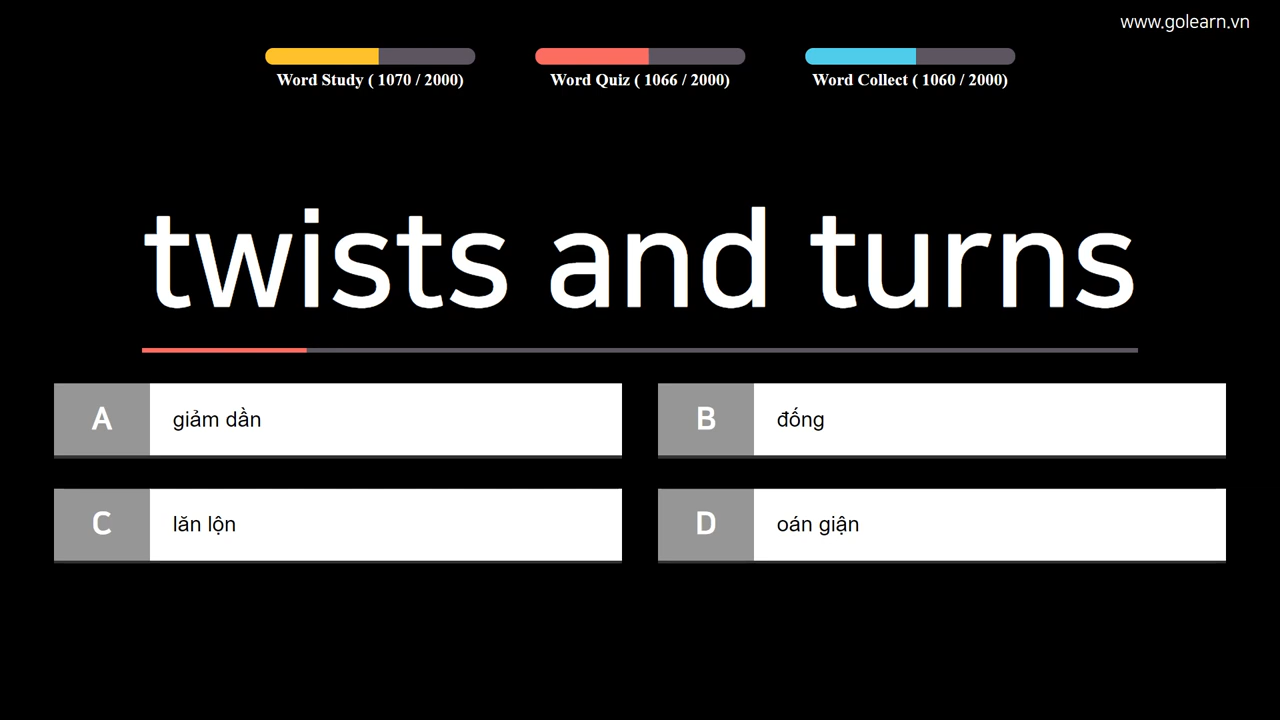 www.golearn.vn
Word Study ( 1070 / 2000)
Word Quiz ( 1066 / 2000)
Word Collect ( 1060 / 2000)
twists and turns
A giảm dần
B đống
C lăn lộn
D oán giận